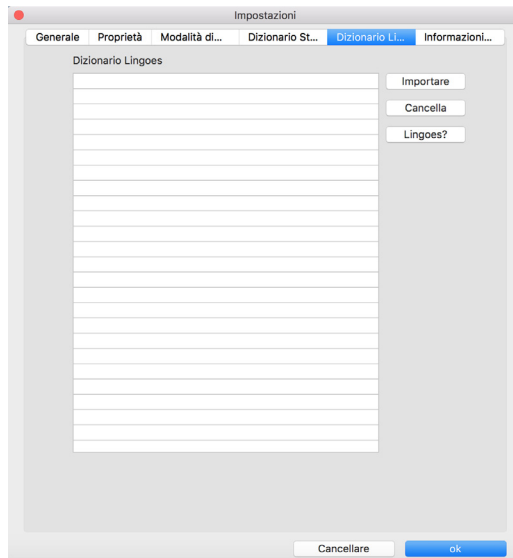 Impostazioni
Generale Proprietà Modalità di... Dizionario St... Dizionario Li... Informazioni...
Dizionario Lingoes
Importare
Cancella
Lingoes?
Cancellare ok